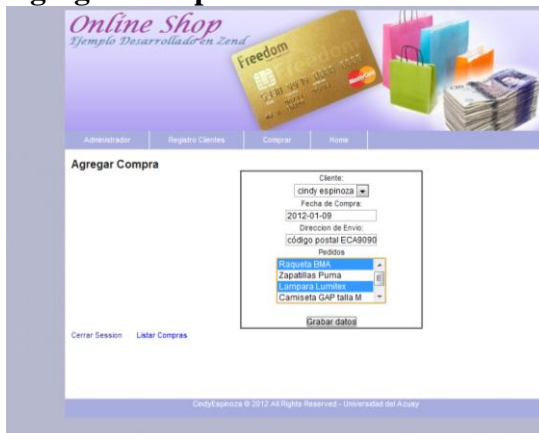 Online Shop
Ejemplo Desarrollado en Zend
Freedom
MasterCard
Administrador
Registro Clientes
Comprar
Home
Agregar Compra
Cliente:
cindy espinoza
Fecha de Compra:
2012-01-09
Direccion de Envio:
código postal ECA9090
Pedidos
Raqueta BMA
Zapatillas Puma
Lampara Lumilex
Camiseta GAP talla M
Grabar datos
Cerrar Session
Listar Compras
CindyEspinoza © 2012 All Rights Reserved - Universidad del Azuay